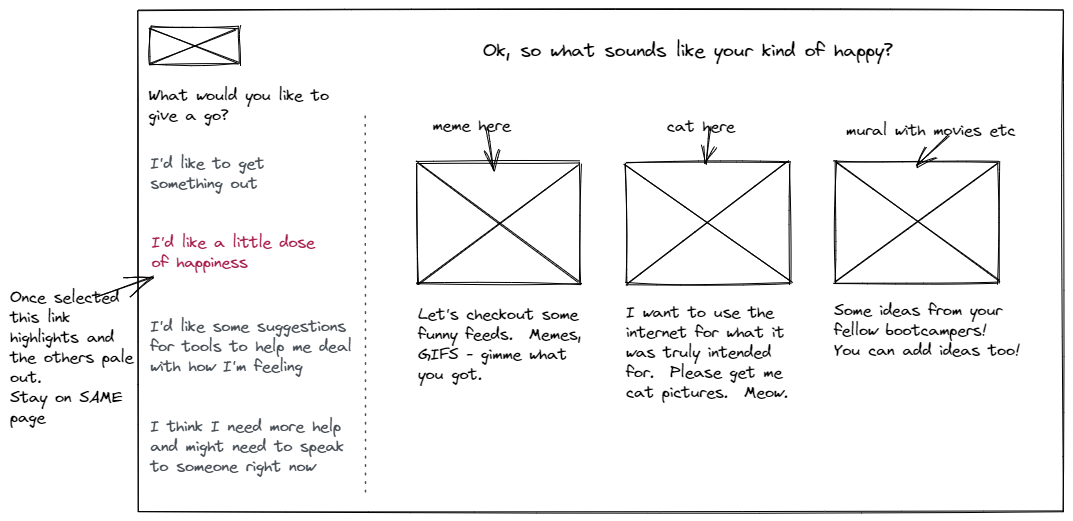 Ok, so what sounds like your kind of happy?
What would you like to
give a go?
I'd like to get
something out
I'd like a little dose
of happiness
I'd like some suggestions
for tools to help me deal
with how I'm feeling
I think I need more help
and might need to speak
to someone right now
Once selected
this link
highlights and
the others pale
out.
Stay on SAME
page
meme here
Let's checkout some
funny feeds. Memes,
GIFS - gimme what
you got.
cat here
I want to use the
internet for what it
was truly intended
for. Please get me
cat pictures. Meow.
mural with movies etc
Some ideas from your
fellow bootcampers!
You can add ideas too!